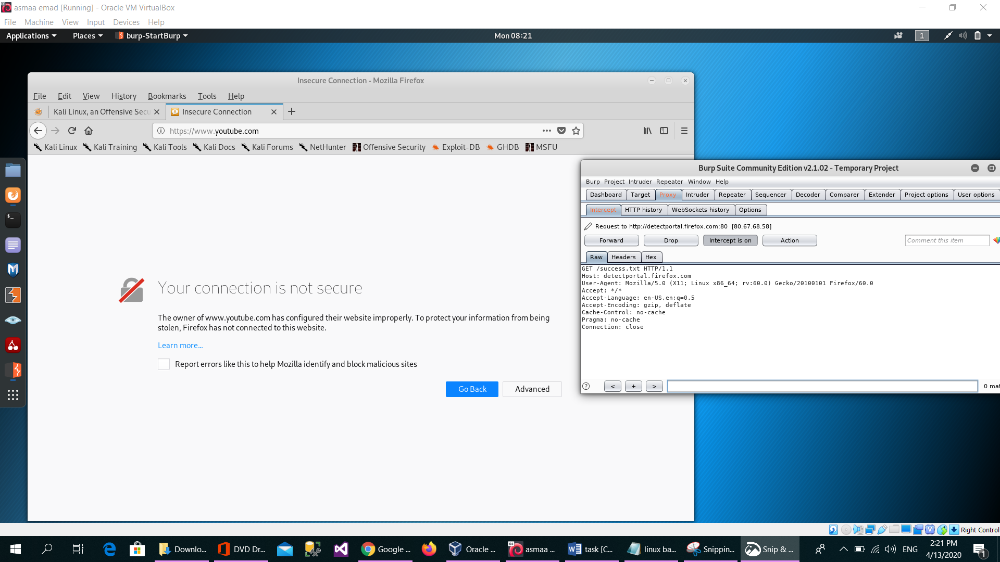 asmaa emad [Running] - Oracle VM VirtualBox
File Machine View Input Devices Help
Applications Places burp-StartBurp Mon 08:21 1
Insecure Connection - Mozilla Firefox
File Edit View History Bookmarks Tools Help
Kali Linux, an Offensive Secu Insecure Connection
https://www.youtube.com
Kali Linux Kali Training Kali Tools Kali Docs Kali Forums NetHunter Offensive Security Exploit-DB GHDB MSFU
Your connection is not secure
The owner of www.youtube.com has configured their website improperly. To protect your information from being
stolen, Firefox has not connected to this website.
Learn more...
Report errors like this to help Mozilla identify and block malicious sites
Go Back Advanced
Burp Suite Community Edition v2.1.02 - Temporary Project
Burp Project Intruder Repeater Window Help
Dashboard Target Proxy Intruder Repeater Sequencer Decoder Comparer Extender Project options User options
Intercept HTTP history WebSockets history Options
Request to http://detectportal.firefox.com:80 [80.67.68.58]
Forward Drop Intercept is on Action Comment this item
Raw Headers Hex
GET /success.txt HTTP/1.1
Host: detectportal.firefox.com
User-Agent: Mozilla/5.0 (X11; Linux x86_64; rv:60.0) Gecko/20100101 Firefox/60.0
Accept: */*
Accept-Language: en-US,en;q=0.5
Accept-Encoding: gzip, deflate
Cache-Control: no-cache
Pragma: no-cache
Connection: close
? < + > 0 mat
Right Control
Downlo... DVD Dr... Google ... Oracle ... asmaa ... task [C... linux ba... Snippin... Snip & ... ENG 2:21 PM
4/13/2020 1